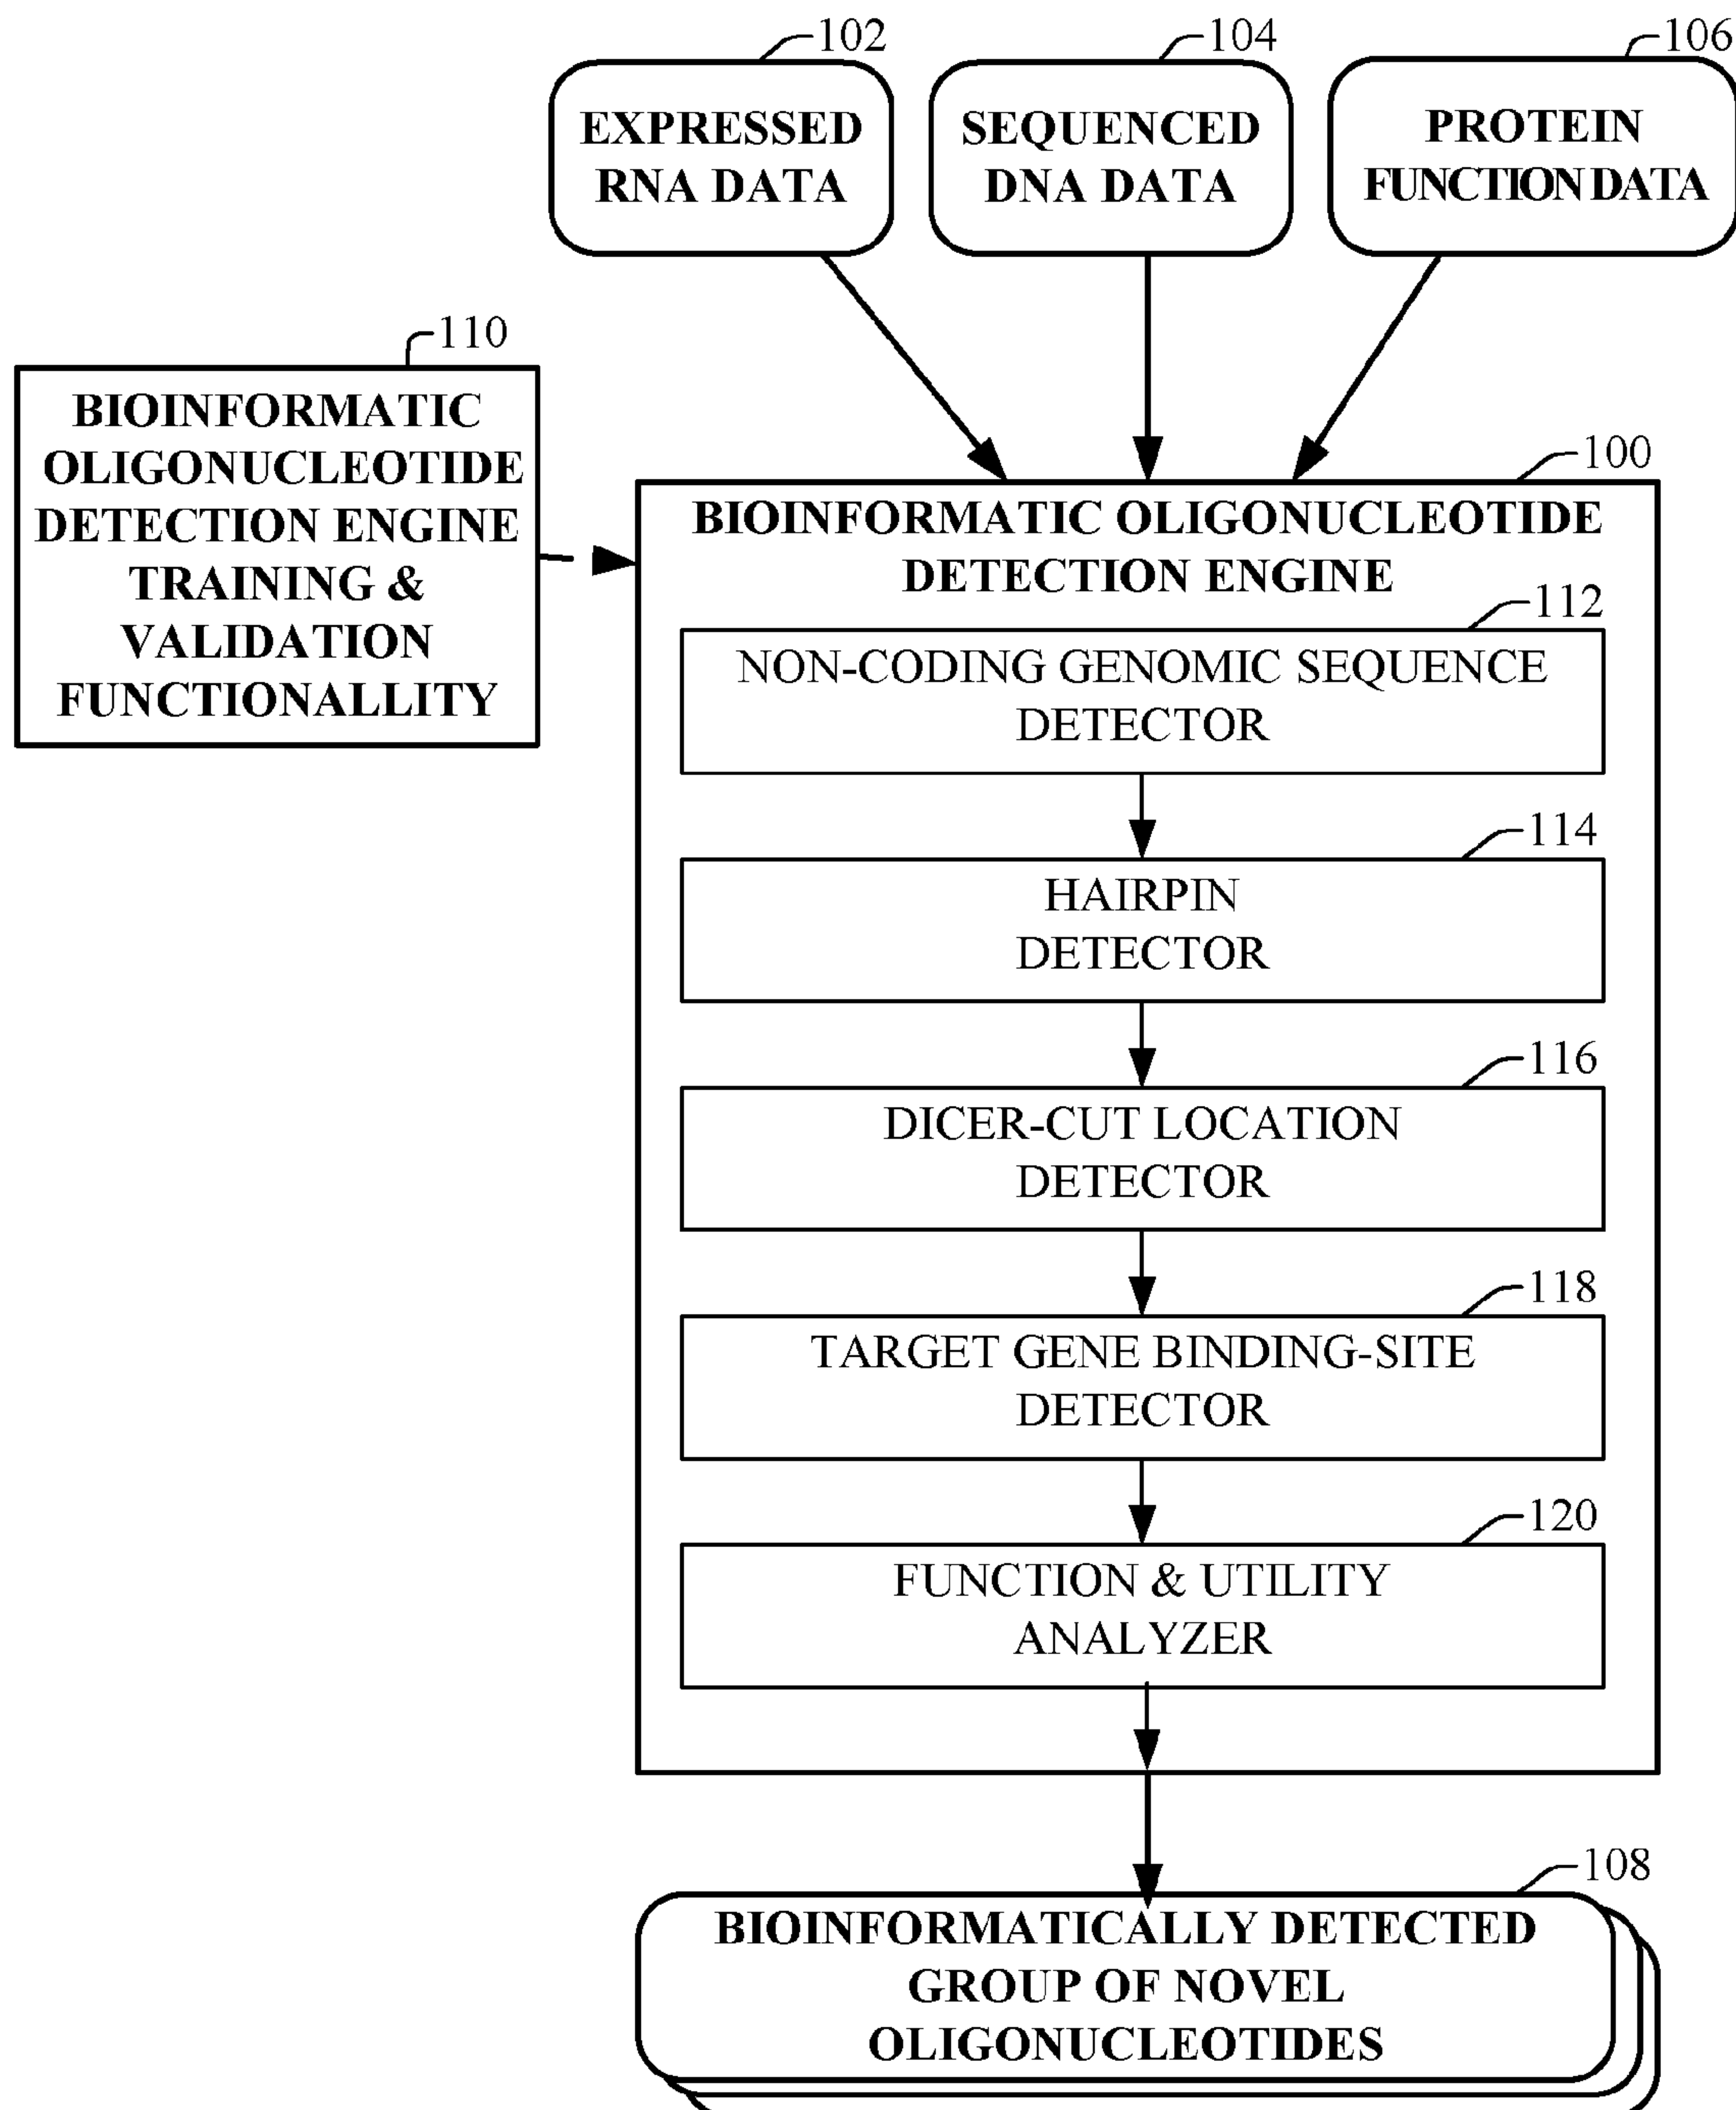 102
104
106
EXPRESSED
RNA DATA
SEQUENCED
DNA DATA
PROTEIN
FUNCTION DATA
110
BIOINFORMATIC
OLIGONUCLEOTIDE
DETECTION ENGINE
TRAINING &
VALIDATION
FUNCTIONALLITY
100
BIOINFORMATIC OLIGONUCLEOTIDE
DETECTION ENGINE
112
NON-CODING GENOMIC SEQUENCE
DETECTOR
114
HAIRPIN
DETECTOR
116
DICER-CUT LOCATION
DETECTOR
118
TARGET GENE BINDING-SITE
DETECTOR
120
FUNCTION & UTILITY
ANALYZER
108
BIOINFORMATICALLY DETECTED
GROUP OF NOVEL
OLIGONUCLEOTIDES